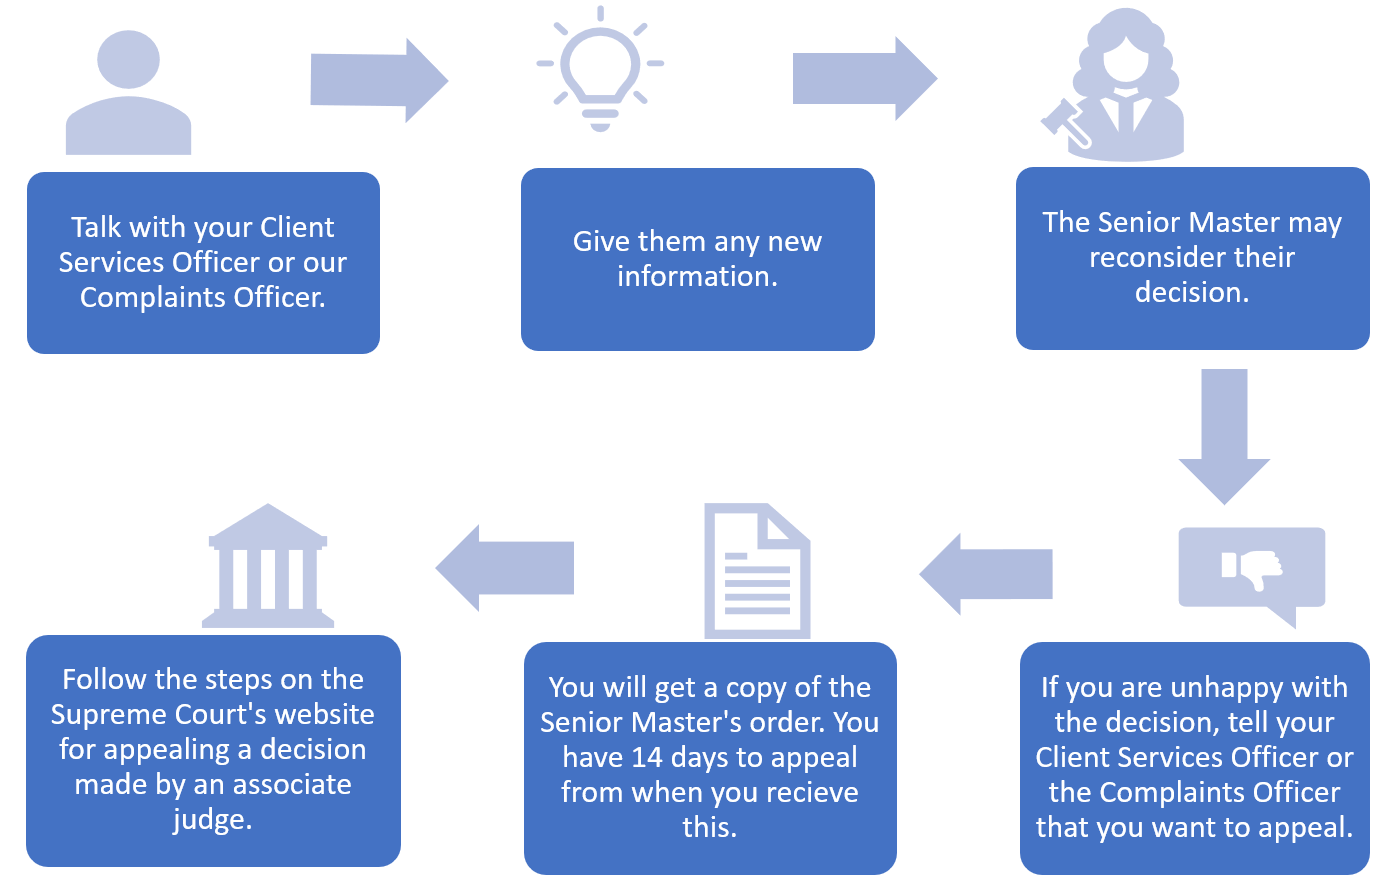 Talk with your Client
Services Officer or our
Complaints Officer.
Give them any new
information.
The Senior Master may
reconsider their
decision.
If you are unhappy with
the decision, tell your
Client Services Officer or
the Complaints Officer
that you want to appeal.
You will get a copy of the
Senior Master's order. You
have 14 days to appeal
from when you recieve
this.
Follow the steps on the
Supreme Court's website
for appealing a decision
made by an associate
judge.